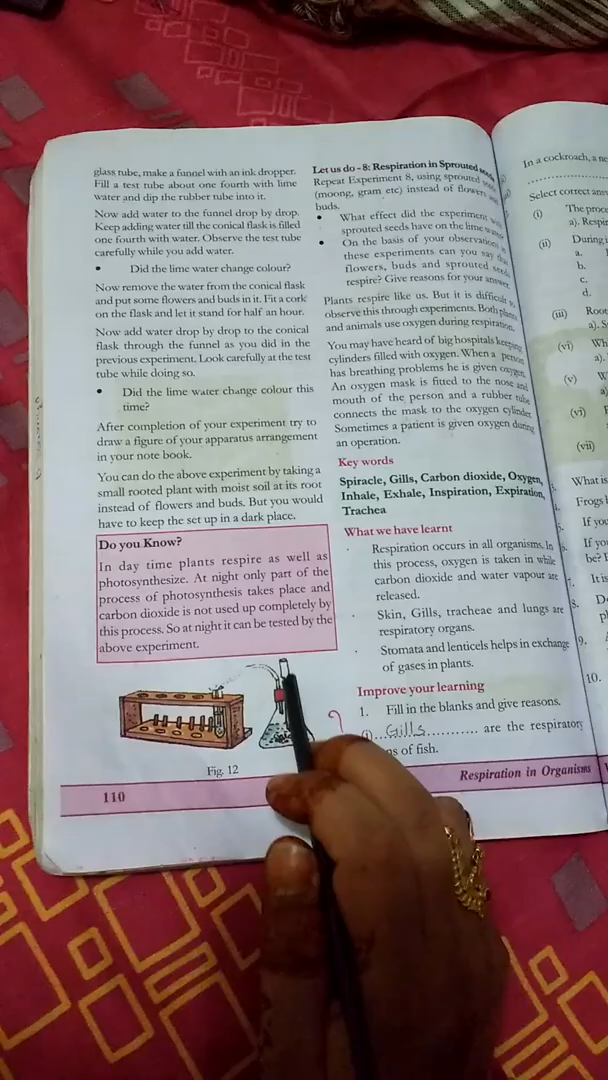 glass tube, make a funnel with an ink dropper.
Fill a test tube about one fourth with lime
water and dip the rubber tube into it.
Now add water to the funnel drop by drop.
Keep adding water till the conical flask is filled
one fourth with water. Observe the test tube
carefully while you add water.
• Did the lime water change colour?
Now remove the water from the conical flask
and put some flowers and buds in it. Fit a cork
on the flask and let it stand for half an hour.
Now add water drop by drop to the conical
flask through the funnel as you did in the
previous experiment. Look carefully at the test
tube while doing so.
• Did the lime water change colour this
time?
After completion of your experiment try to
draw a figure of your apparatus arrangement
in your note book.
You can do the above experiment by taking a
small rooted plant with moist soil at its root
instead of flowers and buds. But you would
have to keep the set up in a dark place.
Do you Know?
In day time plants respire as well as
photosynthesize. At night only part of the
process of photosynthesis takes place and
carbon dioxide is not used up completely by
this process. So at night it can be tested by the
above experiment.
Fig. 12
110
Let us do - 8: Respiration in Sprouted seeds
Repeat Experiment 8, using sprouted seeds
(moong, gram etc) instead of flowers and
buds.
• What effect did the experiment with
sprouted seeds have on the lime water
• On the basis of your observations in
these experiments can you say that
flowers, buds and sprouted seeds
respire? Give reasons for your answer.
Plants respire like us. But it is difficult to
observe this through experiments. Both plants
and animals use oxygen during respiration.
You may have heard of big hospitals keeping
cylinders filled with oxygen. When a person
has breathing problems he is given oxygen.
An oxygen mask is fitted to the nose and
mouth of the person and a rubber tube
connects the mask to the oxygen cylinder.
Sometimes a patient is given oxygen during
an operation.
Key words
Spiracle, Gills, Carbon dioxide, Oxygen,
Inhale, Exhale, Inspiration, Expiration,
Trachea
What we have learnt
· Respiration occurs in all organisms. In
this process, oxygen is taken in while
carbon dioxide and water vapour are
released.
· Skin, Gills, tracheae and lungs are
respiratory organs.
· Stomata and lenticels helps in exchange
of gases in plants.
Improve your learning
1. Fill in the blanks and give reasons.
(i) ..Gills........... are the respiratory
of fish.
Respiration in Organisms
In a cockroach, a
Select correct
(i) The
a). Respir
(ii) During
a.
b.
c.
d.
(iii) Root
a). S
(vi) Wh
a).
(v) W
a)
(vi)
(vii)
What is
Frogs
If you
If you
be?
7. It is
8.
9.
10.